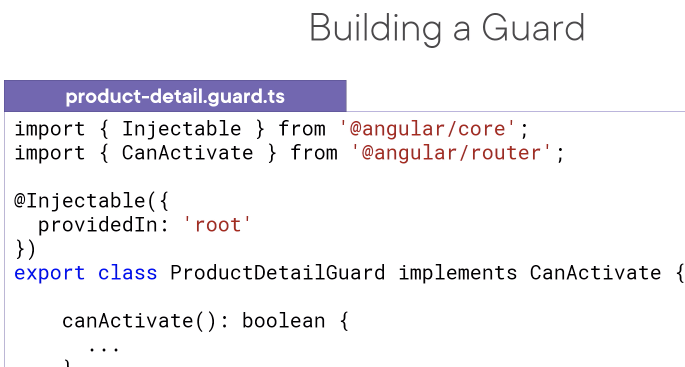 Building a Guard
product-detail.guard.ts
import { Injectable } from '@angular/core';
import { CanActivate } from '@angular/router';
@Injectable({
providedIn: 'root'
})
export class ProductDetailGuard implements CanActivate {
canActivate(): boolean {
...
}